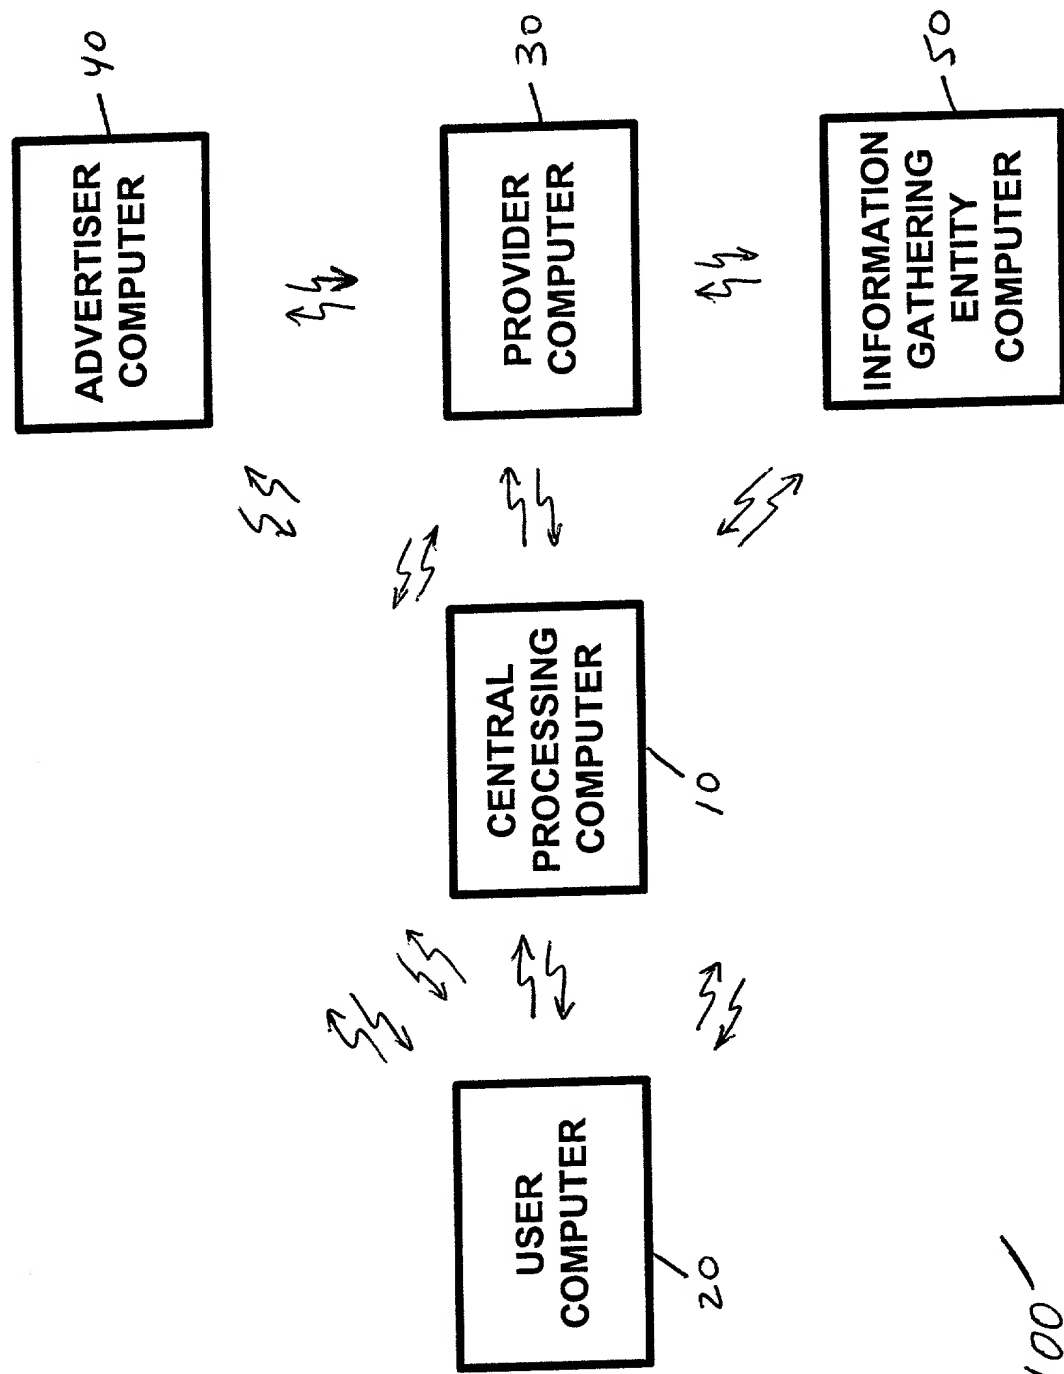 40
ADVERTISER
COMPUTER
30
PROVIDER
COMPUTER
50
INFORMATION
GATHERING
ENTITY
COMPUTER
CENTRAL
PROCESSING
COMPUTER
10
USER
COMPUTER
20
100